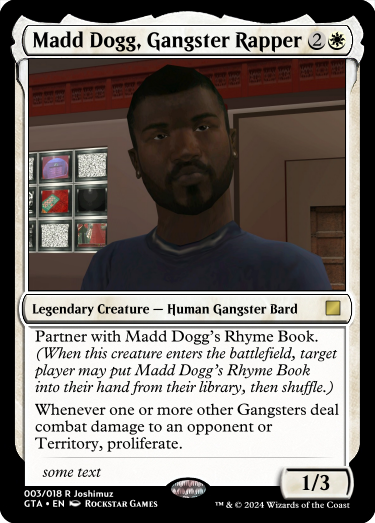 Madd Dogg, Gangster Rapper 2
Legendary Creature — Human Gangster Bard
Partner with Madd Dogg's Rhyme Book.
(When this creature enters the battlefield, target
player may put Madd Dogg's Rhyme Book
into their hand from their library, then shuffle.)
Whenever one or more other Gangsters deal
combat damage to an opponent or
Territory, proliferate.
some text
1/3
003/018 R Joshimuz
GTA • EN Rockstar Games
™ & © 2024 Wizards of the Coast